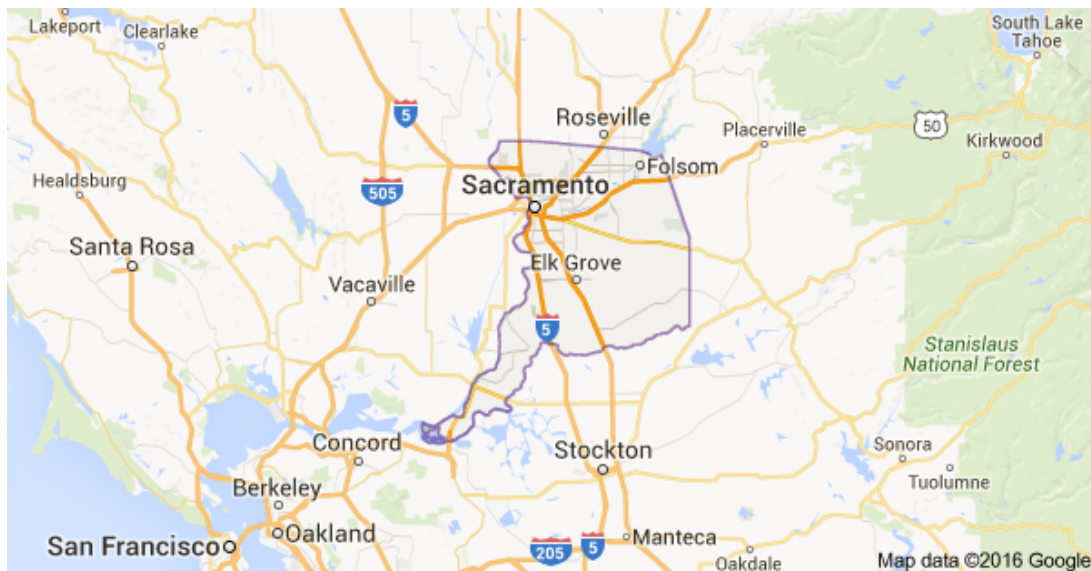 Lakeport
Clearlake
South Lake
Tahoe
5
Roseville
Placerville
50
Kirkwood
Folsom
Healdsburg
505
Sacramento
Santa Rosa
Elk Grove
Vacaville
5
Stanislaus
National Forest
Concord
Stockton
Sonora
Tuolumne
Berkeley
Oakland
San Francisco
205
5
Manteca
Oakdale
Map data ©2016 Google